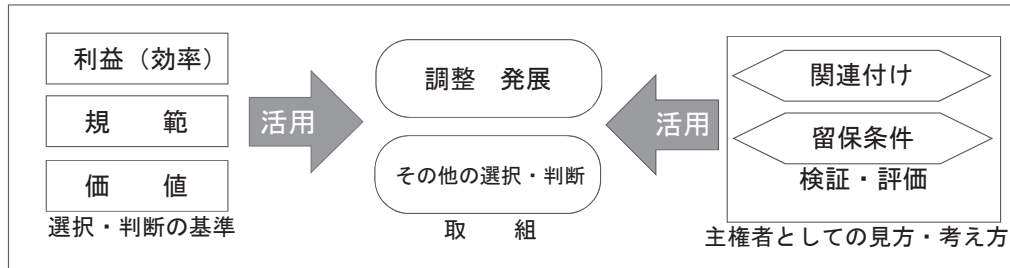 利益（効率）
規　　範
価　　値
選択・判断の基準
活用
調整　発展
その他の選択・判断
取　　組
活用
関連付け
留保条件
検証・評価
主権者としての見方・考え方